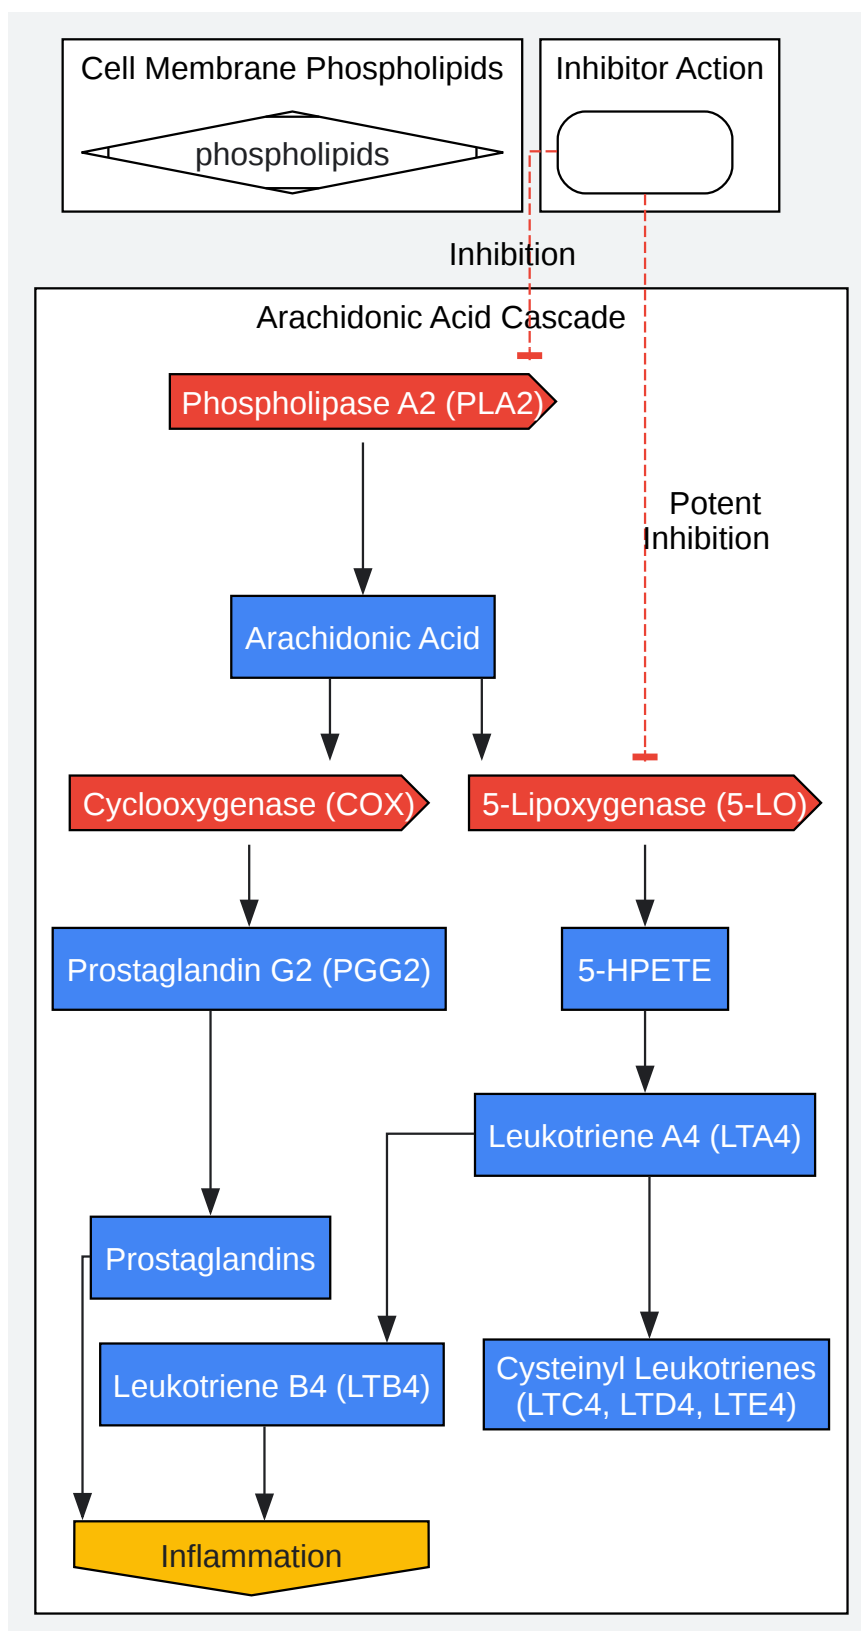 Cell Membrane Phospholipids
phospholipids
Inhibitor Action
Inhibition
Arachidonic Acid Cascade
Phospholipase A2 (PLA2)
Potent
Inhibition
Arachidonic Acid
Cyclooxygenase (COX)
5-Lipoxygenase (5-LO)
Prostaglandin G2 (PGG2)
5-HPETE
Leukotriene A4 (LTA4)
Prostaglandins
Leukotriene B4 (LTB4)
Cysteinyl Leukotrienes
(LTC4, LTD4, LTE4)
Inflammation